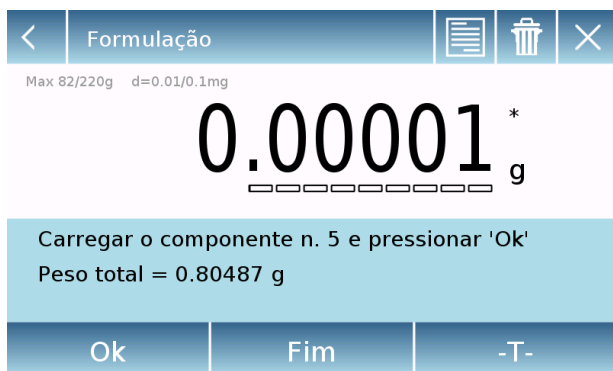 Formulação
Max 82/220g d=0.01/0.1mg
0.00001 * g
Carregar o componente n. 5 e pressionar 'Ok'
Peso total = 0.80487 g
Ok Fim -T-